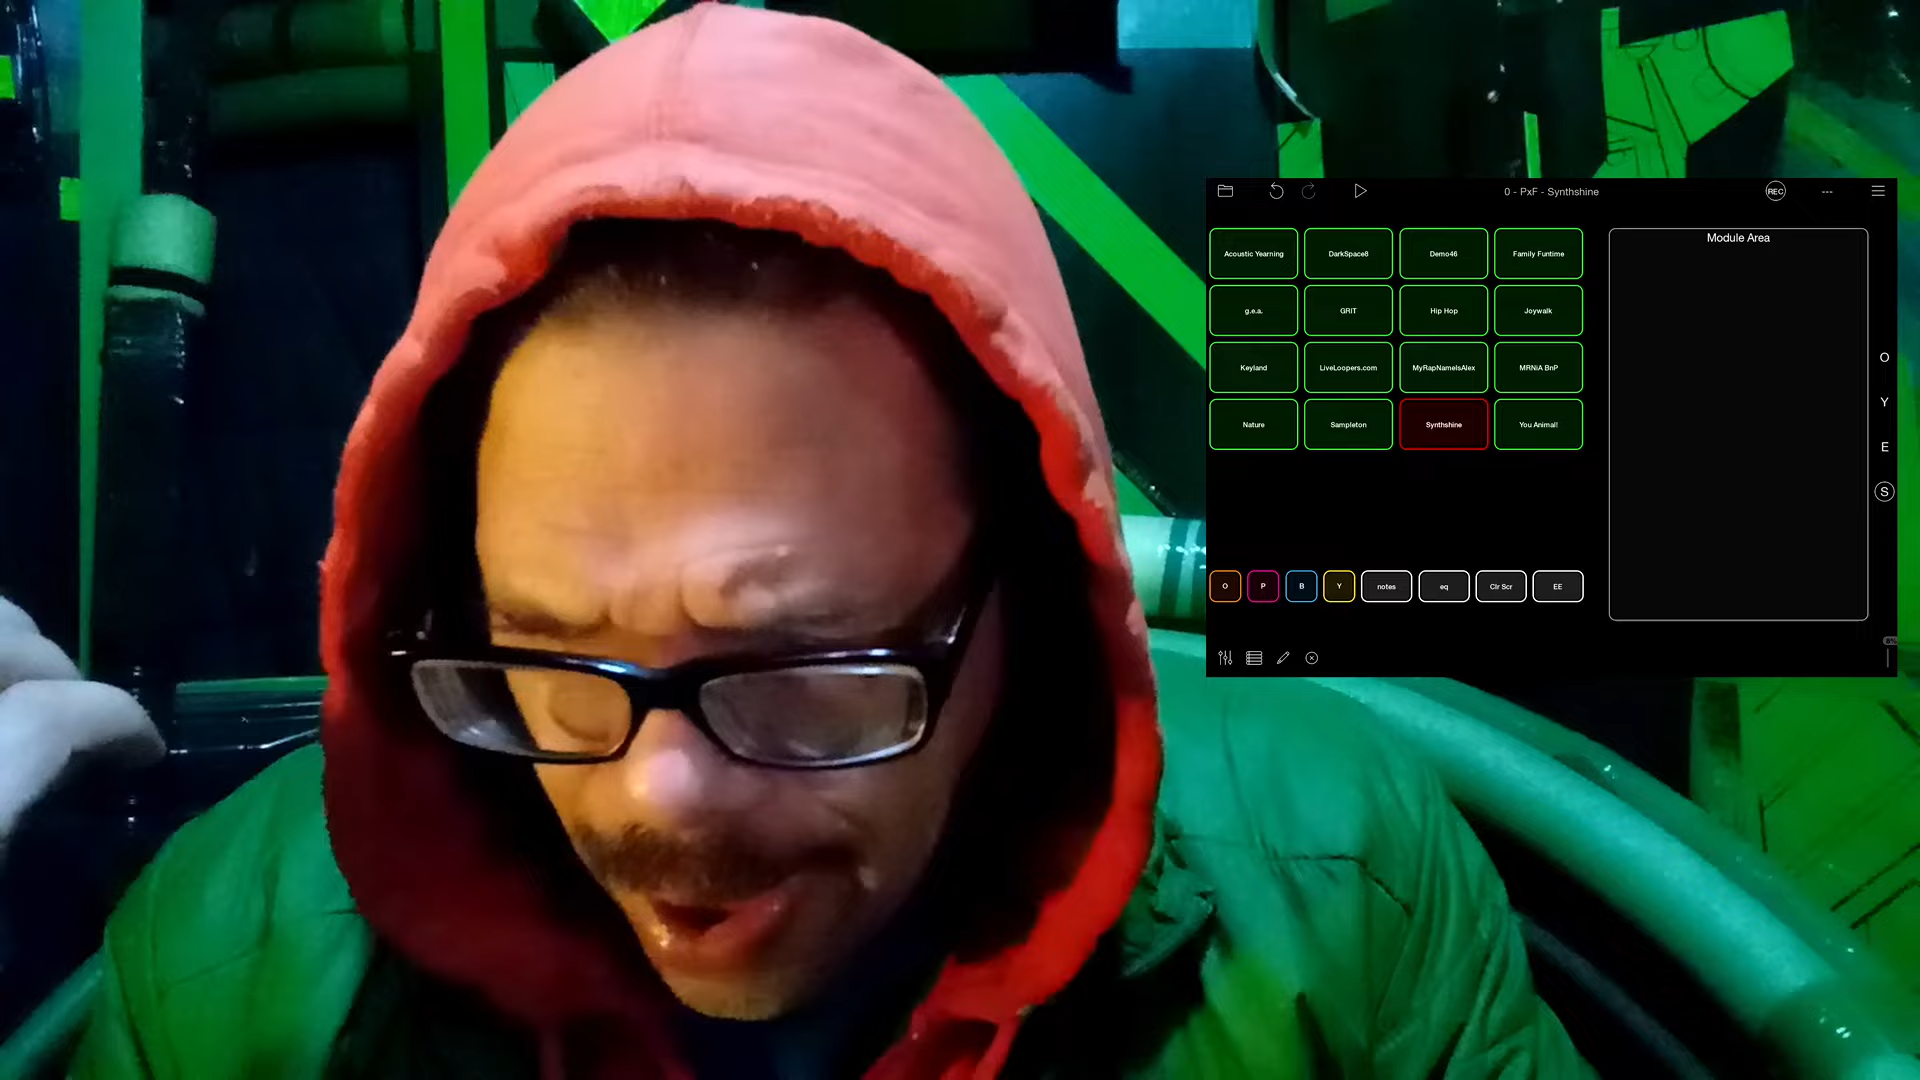 0 - PxF - Synthshine
REC
---
Acoustic Yearning
DarkSpace8
Demo46
Family Funtime
Module Area
g.e.a.
GRIT
Hip Hop
Joywalk
Keyland
LiveLoopers.com
MyRapNameIsAlex
MRNiA BnP
Nature
Sampleton
Synthshine
You Animal!
O
Y
E
S
O
P
B
Y
notes
eq
Clr Scr
EE